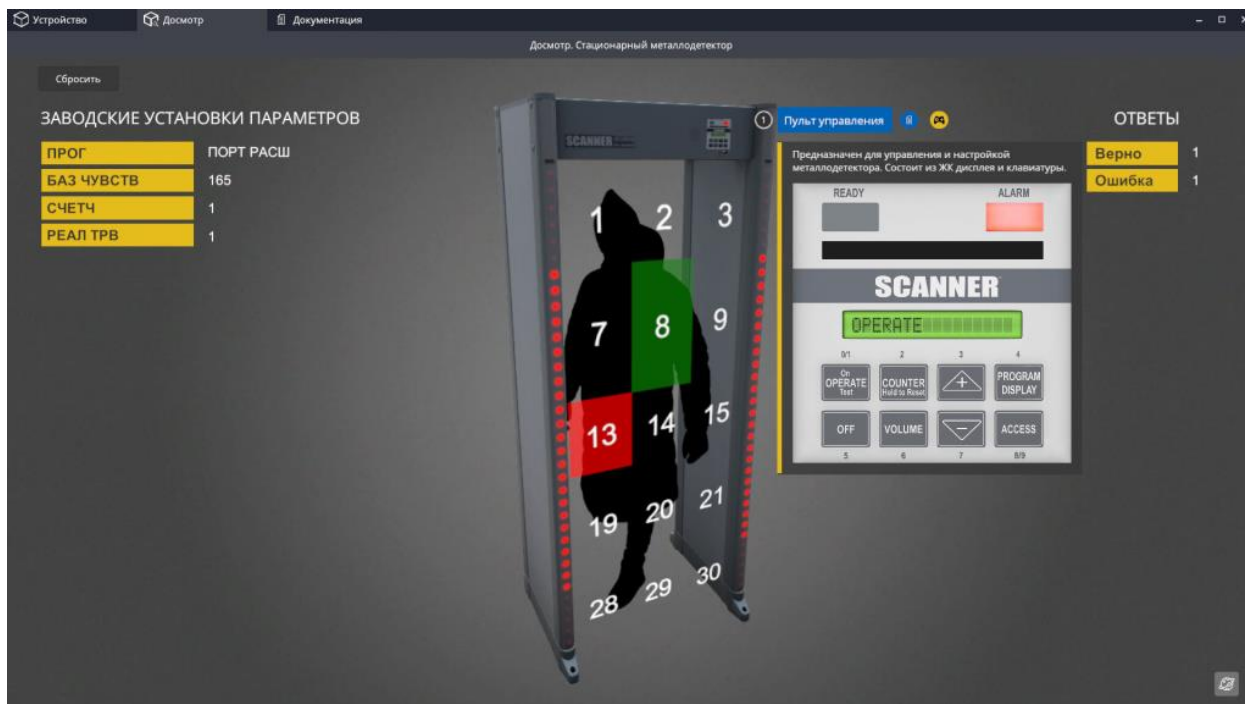 Устройство
Досмотр
Документация
Досмотр. Стационарный металлодетектор
Сбросить
ЗАВОДСКИЕ УСТАНОВКИ ПАРАМЕТРОВ
ПРОГ ПОРТ РАСШ
БАЗ ЧУВСТВ 165
СЧЕТЧ 1
РЕАЛ ТРВ 1
SCANNER
1 2 3
7 8 9
13 14 15
19 20 21
28 29 30
1 Пульт управления
Предназначен для управления и настройкой
металлодетектора. Состоит из ЖК дисплея и клавиатуры.
READY ALARM
SCANNER
OPERATE
0/1 2 3 4
On
OPERATE
Test
COUNTER
Hold to Reset
+
PROGRAM
DISPLAY
OFF VOLUME − ACCESS
5 6 7 8/9
ОТВЕТЫ
Верно 1
Ошибка 1